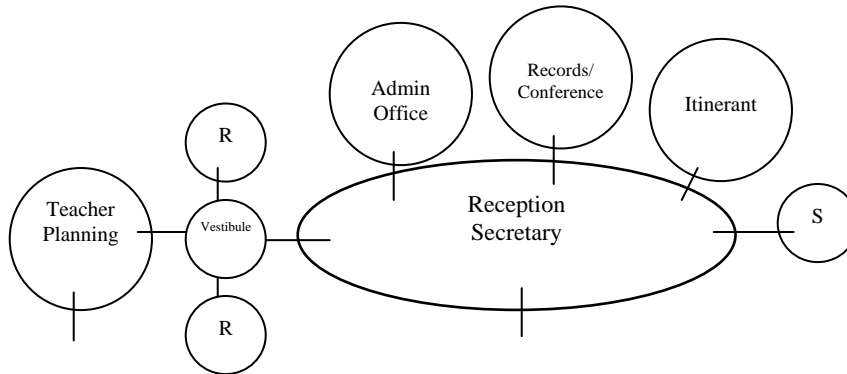 Admin
Office
Records/
Conference
Itinerant
R
Teacher
Planning
Vestibule
Reception
Secretary
S
R